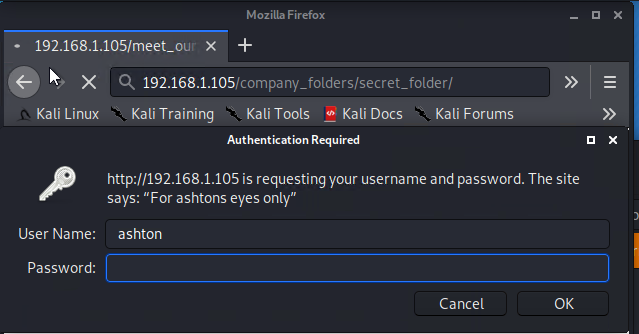 Mozilla Firefox
192.168.1.105/meet_our
192.168.1.105/company_folders/secret_folder/
Kali Linux Kali Training Kali Tools Kali Docs Kali Forums
Authentication Required
http://192.168.1.105 is requesting your username and password. The site
says: “For ashtons eyes only”
User Name: ashton
Password:
Cancel OK